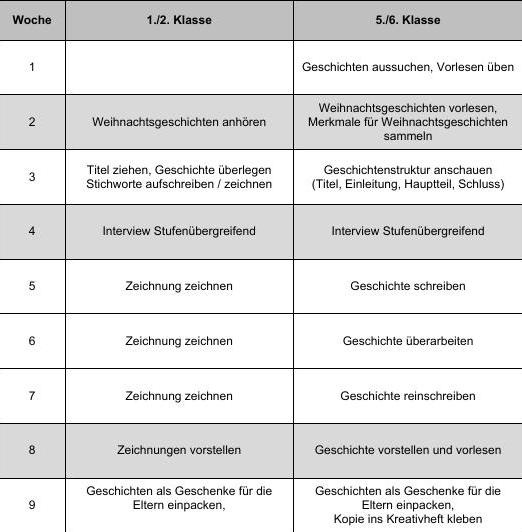 Woche 1./2. Klasse 5./6. Klasse
1 Geschichten aussuchen, Vorlesen üben
2 Weihnachtsgeschichten anhören Weihnachtsgeschichten vorlesen,
Merkmale für Weihnachtsgeschichten
sammeln
3 Titel ziehen, Geschichte überlegen
Stichworte aufschreiben / zeichnen
Geschichtenstruktur anschauen
(Titel, Einleitung, Hauptteil, Schluss)
4 Interview Stufenübergreifend Interview Stufenübergreifend
5 Zeichnung zeichnen Geschichte schreiben
6 Zeichnung zeichnen Geschichte überarbeiten
7 Zeichnung zeichnen Geschichte reinschreiben
8 Zeichnungen vorstellen Geschichte vorstellen und vorlesen
9 Geschichten als Geschenke für die
Eltern einpacken,
Geschichten als Geschenke für die
Eltern einpacken,
Kopie ins Kreativheft kleben